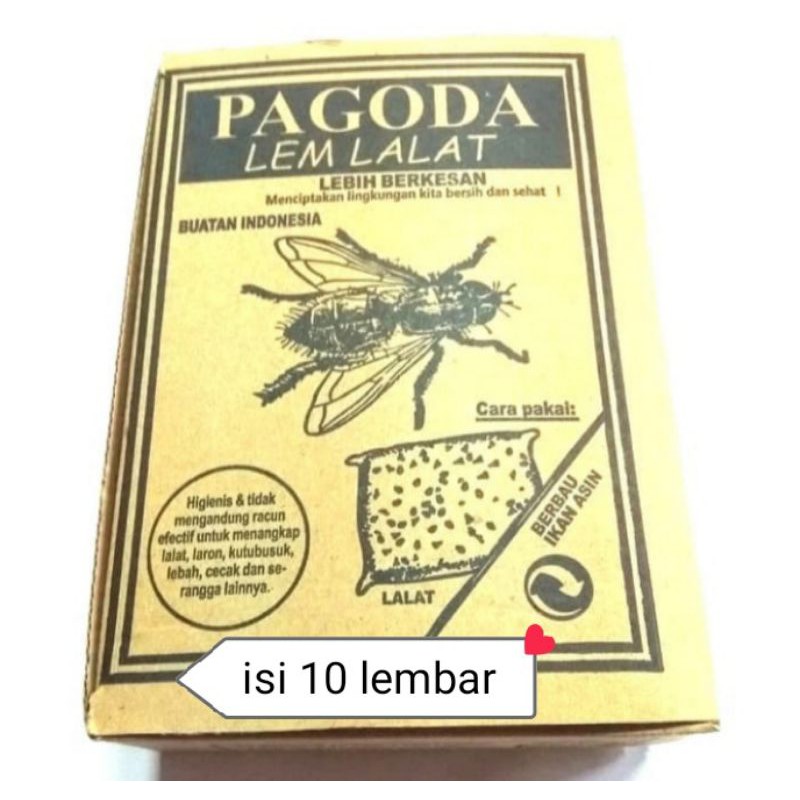 PAGODA
LEM LALAT
LEBIH BERKESAN
Menciptakan lingkungan kita bersih dan sehat !
BUATAN INDONESIA
Cara pakai:
BERBAU
IKAN ASIN
Higienis & tidak
mengandung racun
efectif untuk menangkap
lalat, laron, kutubusuk,
lebah, cecak dan se-
rangga lainnya.
LALAT
isi 10 lembar